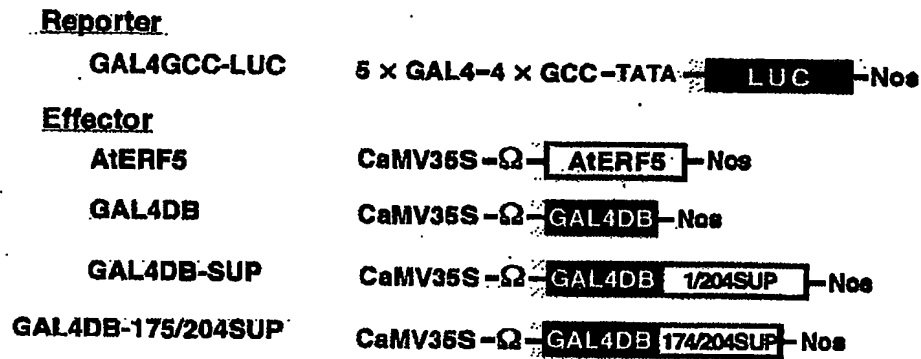 Reporter
GAL4GCC-LUC 5 × GAL4-4 × GCC-TATA LUC Nos
Effector
AtERF5 CaMV35S-Ω AtERF5 Nos
GAL4DB CaMV35S-Ω GAL4DB Nos
GAL4DB-SUP CaMV35S-Ω GAL4DB 1/204SUP Nos
GAL4DB-175/204SUP CaMV35S-Ω GAL4DB 174/204SUP Nos